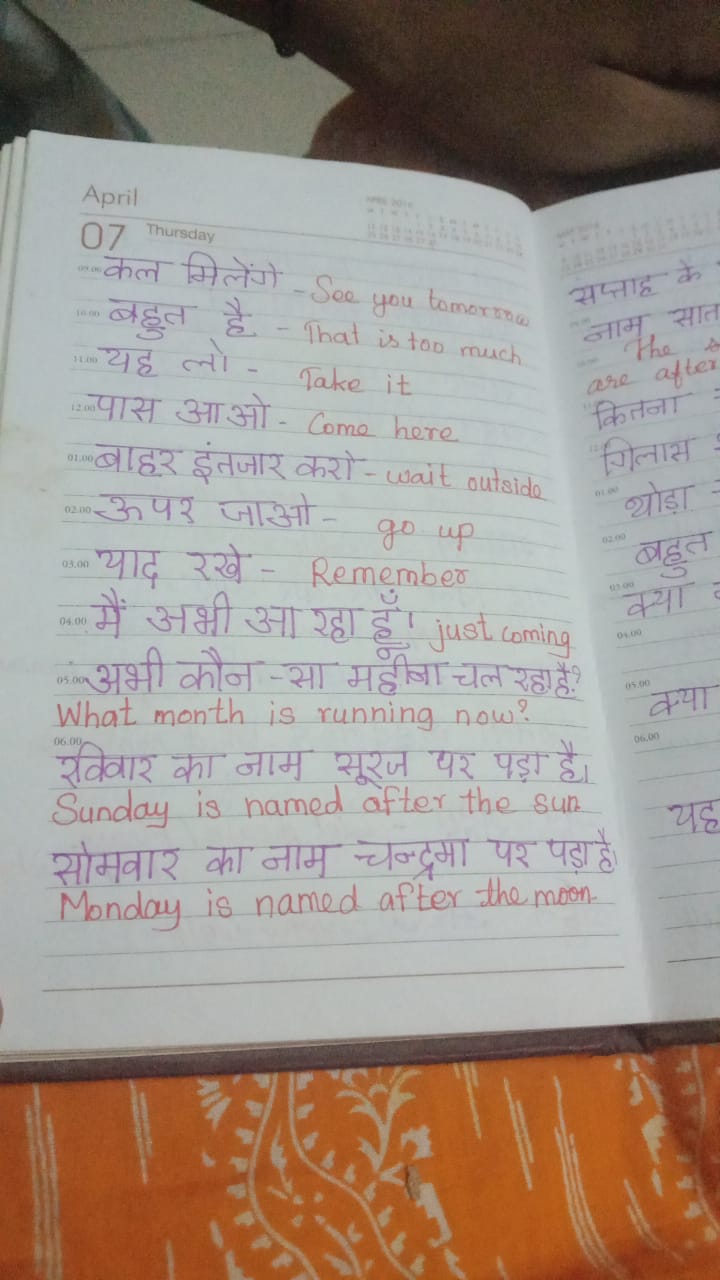 April
07 Thursday
APRIL 2016
09.00 कल मिलेंगे - See you tomorrow
10.00 बहुत है - That is too much
11.00 यह लो - Take it
12.00 पास आओ - Come here
01.00 बाहर इंतजार करो - wait outside
02.00 ऊपर जाओ - go up
03.00 याद रखे - Remember
04.00 मैं अभी आ रहा हूँ। just coming
05.00 अभी कौन-सा महीना चल रहा है?
What month is running now?
06.00
रविवार का नाम सूरज पर पड़ा है।
Sunday is named after the sun
सोमवार का नाम चन्द्रमा पर पड़ा है।
Monday is named after the moon
सप्ताह के
नाम सात
The
are after
कितना
गिलास
01.00 थोड़ा
02.00 बहुत
03.00 क्या
04.00
05.00 क्या
06.00
यह